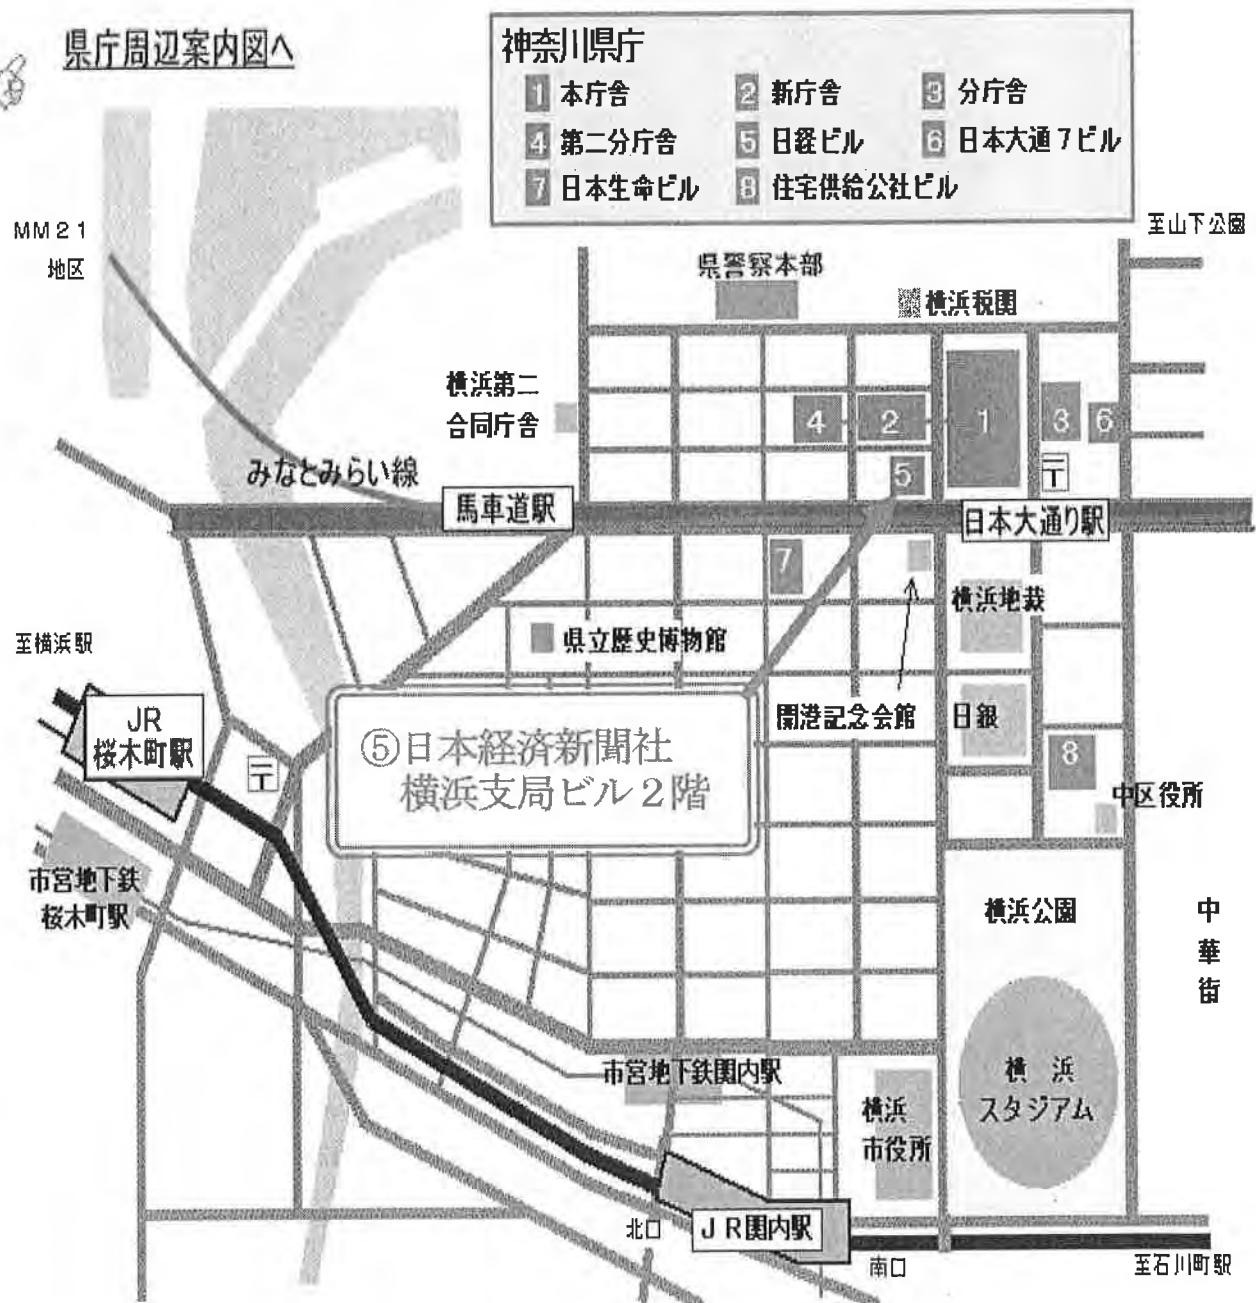 県庁周辺案内図へ
神奈川県庁
1 本庁舎 2 新庁舎 3 分庁舎
4 第二分庁舎 5 日経ビル 6 日本大通7ビル
7 日本生命ビル 8 住宅供給公社ビル
至山下公園
MM21
地区
県警察本部
横浜税関
横浜第二
合同庁舎
4 2 1 3 6
5
〒
みなとみらい線
馬車道駅
日本大通り駅
7
横浜地裁
県立歴史博物館
至横浜駅
JR
桜木町駅
〒
⑤日本経済新聞社
横浜支局ビル2階
開港記念会館
日銀
8
中区役所
市営地下鉄
桜木町駅
横浜公園
中
華
街
市営地下鉄関内駅
横浜
市役所
横浜
スタジアム
北口
JR関内駅
南口
至石川町駅